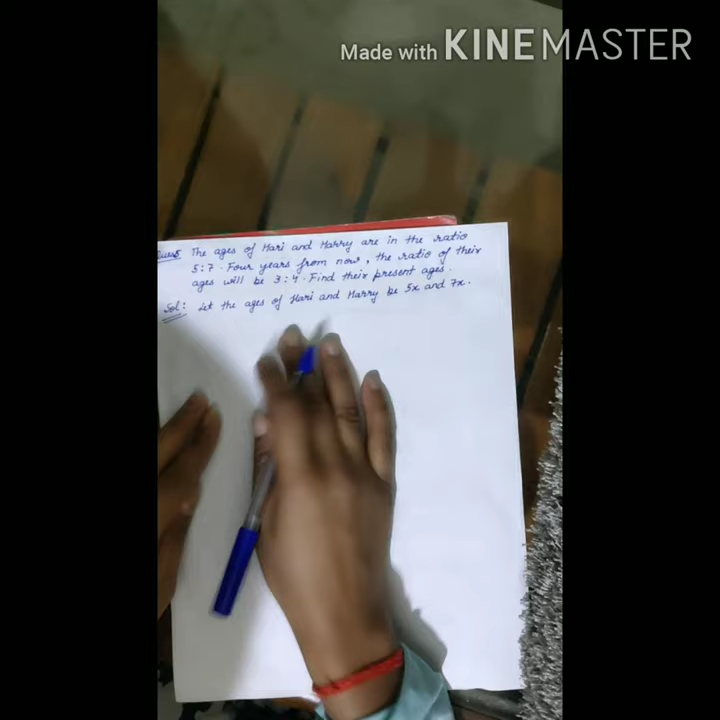 Made with KINEMASTER
Ques5 The ages of Hari and Harry are in the ratio
5:7. Four years from now, the ratio of their
ages will be 3:4. Find their present ages.
Sol: Let the ages of Hari and Harry be 5x and 7x.